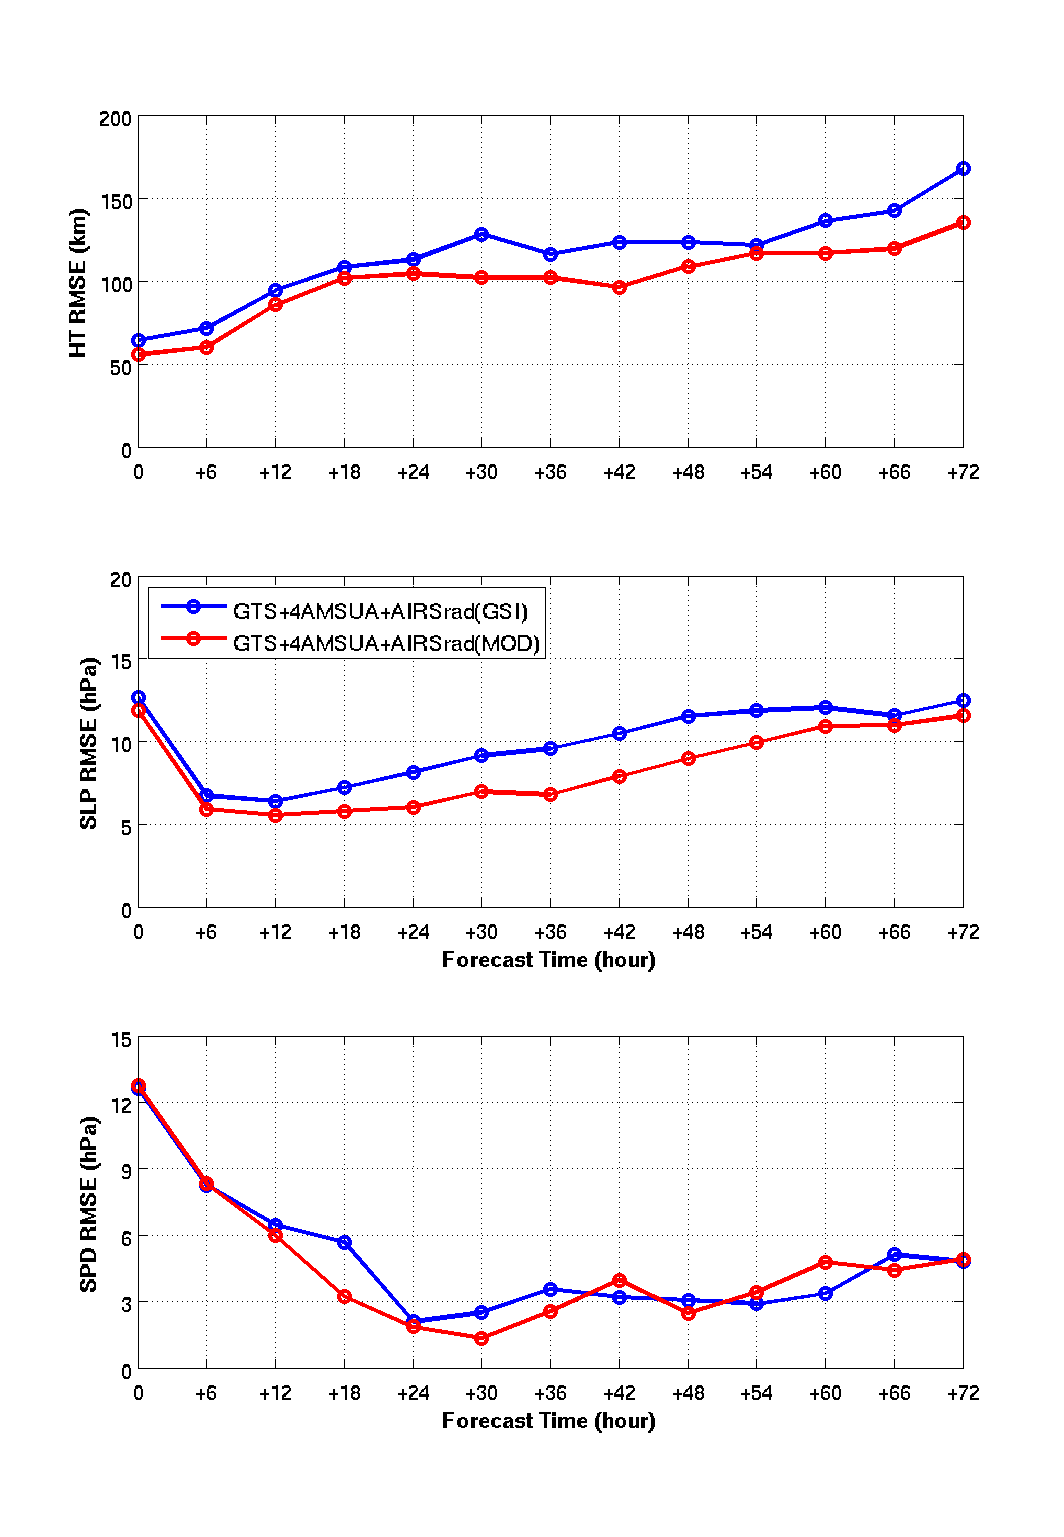 200
150
100
50
0
HT RMSE (km)
0 +6 +12 +18 +24 +30 +36 +42 +48 +54 +60 +66 +72
20
15
10
5
0
SLP RMSE (hPa)
GTS+4AMSUA+AIRSrad(GSI)
GTS+4AMSUA+AIRSrad(MOD)
0 +6 +12 +18 +24 +30 +36 +42 +48 +54 +60 +66 +72
Forecast Time (hour)
15
12
9
6
3
0
SPD RMSE (hPa)
0 +6 +12 +18 +24 +30 +36 +42 +48 +54 +60 +66 +72
Forecast Time (hour)